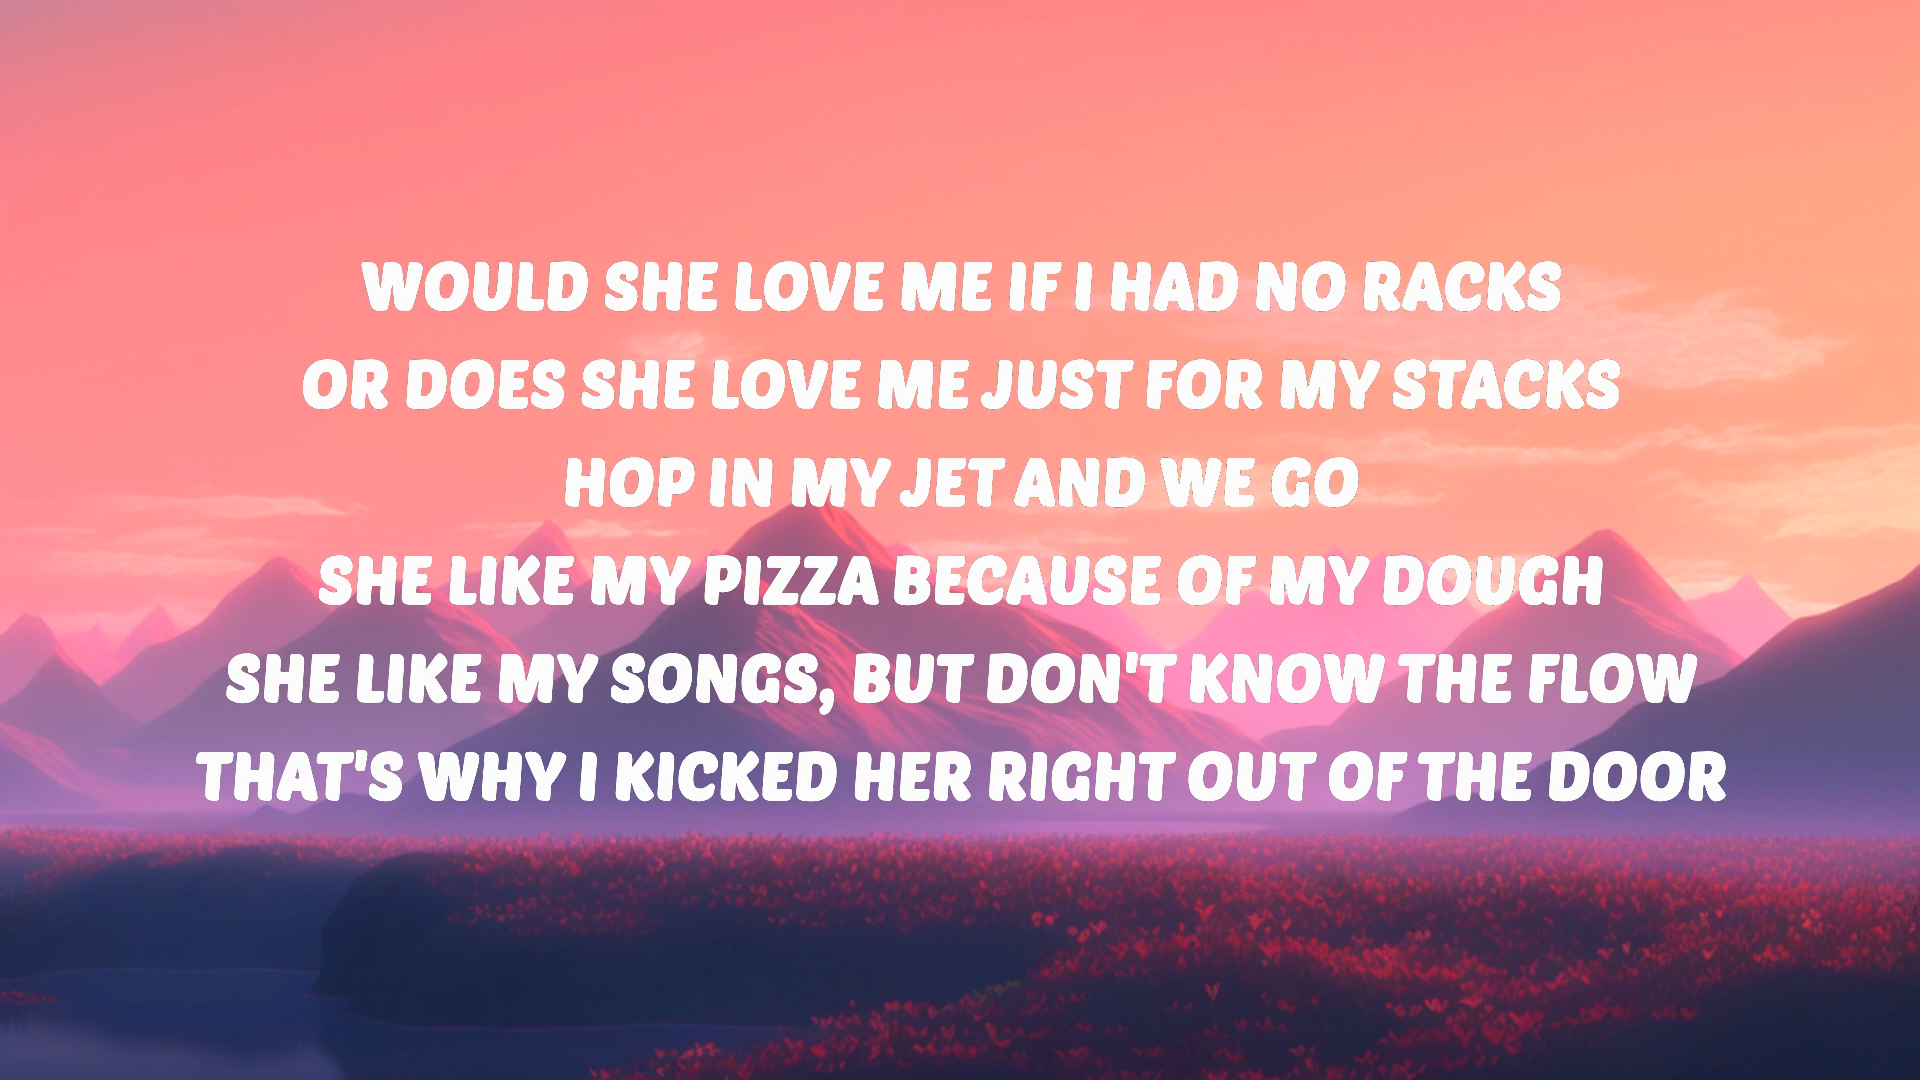 WOULD SHE LOVE ME IF I HAD NO RACKS
OR DOES SHE LOVE ME JUST FOR MY STACKS
HOP IN MY JET AND WE GO
SHE LIKE MY PIZZA BECAUSE OF MY DOUGH
SHE LIKE MY SONGS, BUT DON'T KNOW THE FLOW
THAT'S WHY I KICKED HER RIGHT OUT OF THE DOOR